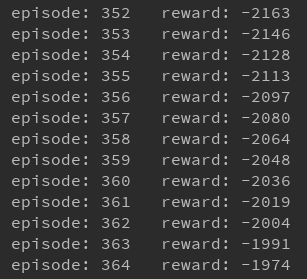 episode: 352   reward: -2163
episode: 353   reward: -2146
episode: 354   reward: -2128
episode: 355   reward: -2113
episode: 356   reward: -2097
episode: 357   reward: -2080
episode: 358   reward: -2064
episode: 359   reward: -2048
episode: 360   reward: -2036
episode: 361   reward: -2019
episode: 362   reward: -2004
episode: 363   reward: -1991
episode: 364   reward: -1974